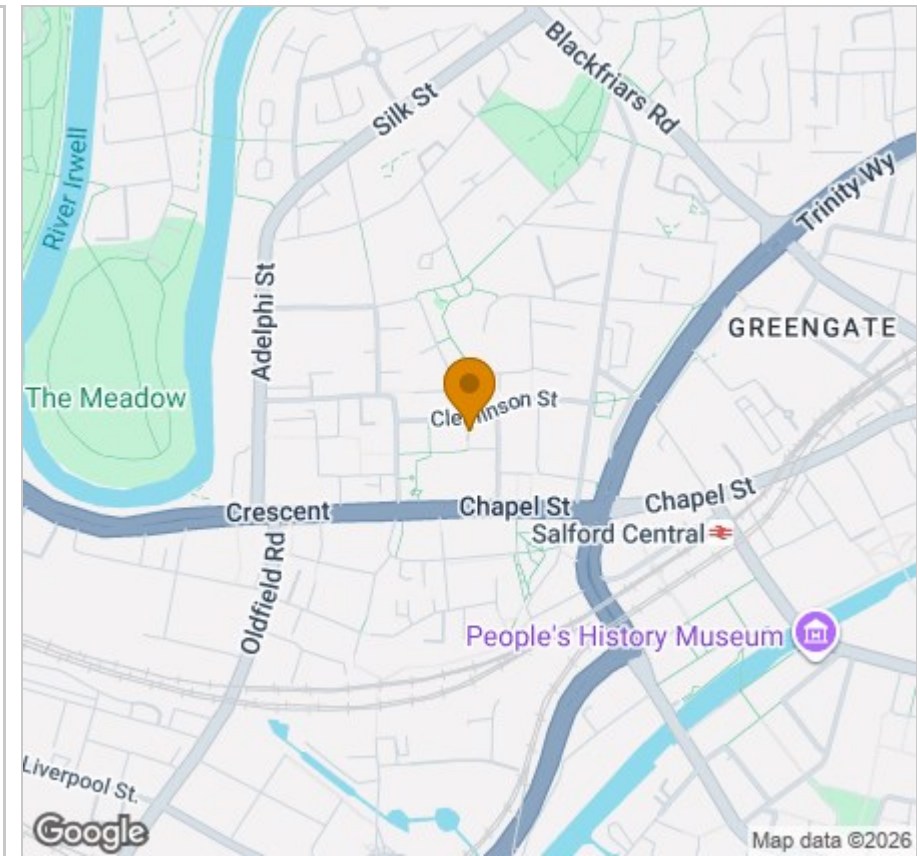 Blackfriars Rd
Silk St
River Irwell
Trinity Wy
Adelphi St
GREENGATE
The Meadow
Chapel St
Crescent
Chapel St
Salford Central
Oldfield Rd
People's History Museum
Liverpool St.
Google
Map data ©2026